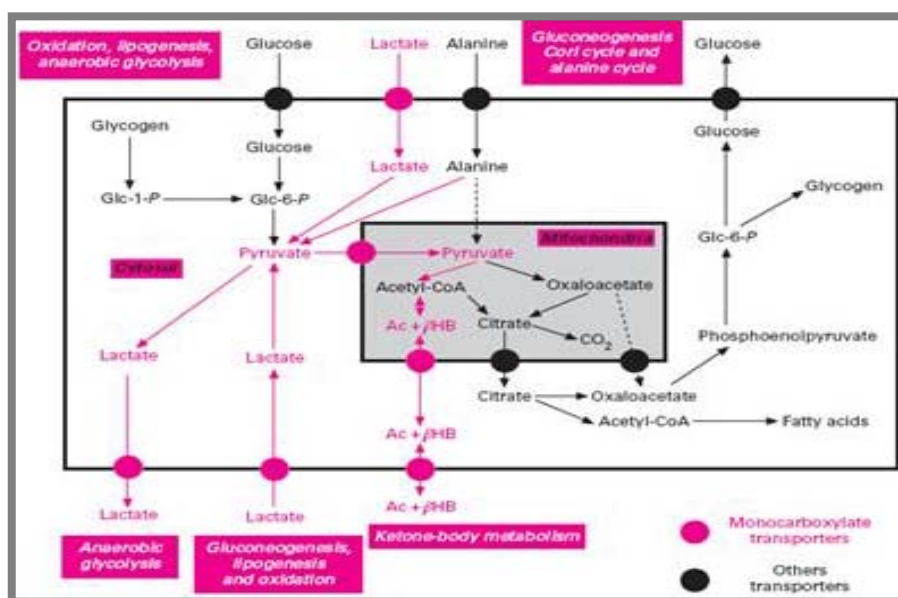 Oxidation, lipogenesis,
anaerobic glycolysis
Glucose
Lactate
Alanine
Gluconeogenesis
Cori cycle and
alanine cycle
Glucose
Glycogen
Glucose
Lactate
Alanine
Glucose
Glycogen
Glc-1-P
Glc-6-P
Glc-6-P
Pyruvate
Pyruvate
Mitochondria
Cytosol
Acetyl-CoA
Oxaloacetate
Ac + βHB
Citrate
CO2
Phosphoenolpyruvate
Lactate
Lactate
Citrate
Oxaloacetate
Acetyl-CoA
Fatty acids
Ac + βHB
Lactate
Lactate
Ac + βHB
Anaerobic
glycolysis
Gluconeogenesis,
lipogenesis
and oxidation
Ketone-body metabolism
Monocarboxylate
transporters
Others
transporters